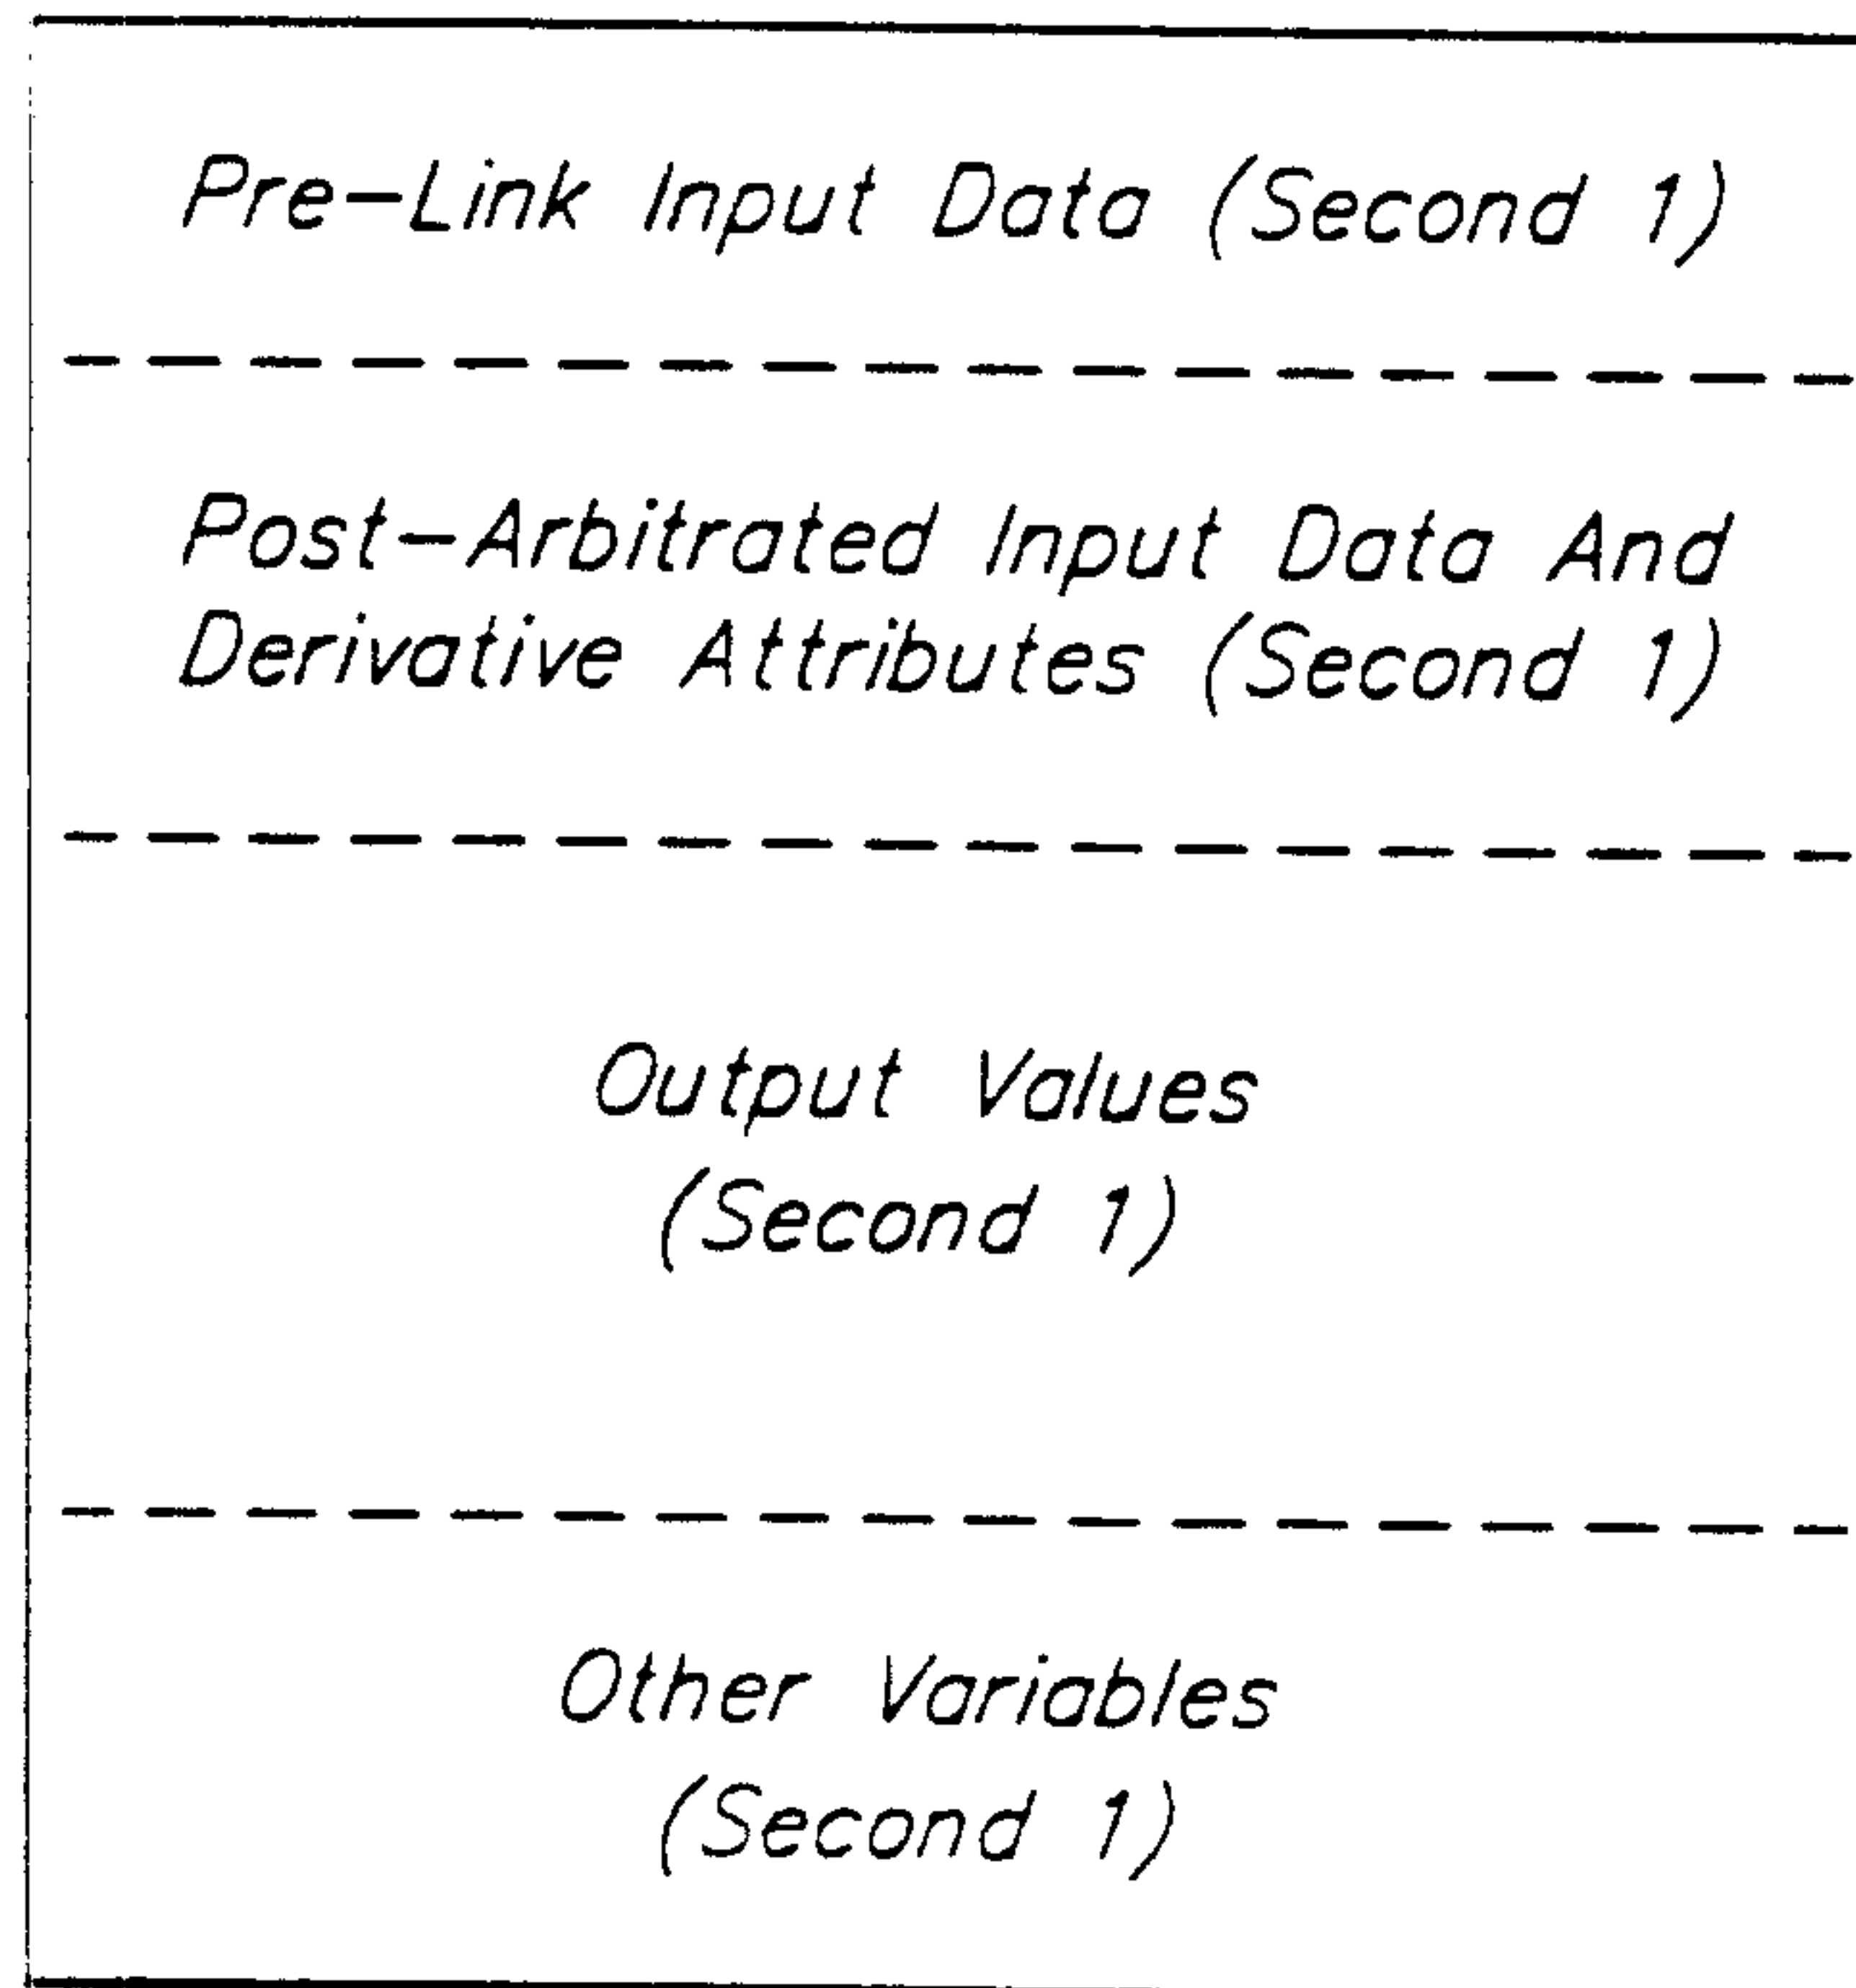 Pre-Link Input Data (Second 1)
Post-Arbitrated Input Data And
Derivative Attributes (Second 1)
Output Values
(Second 1)
Other Variables
(Second 1)